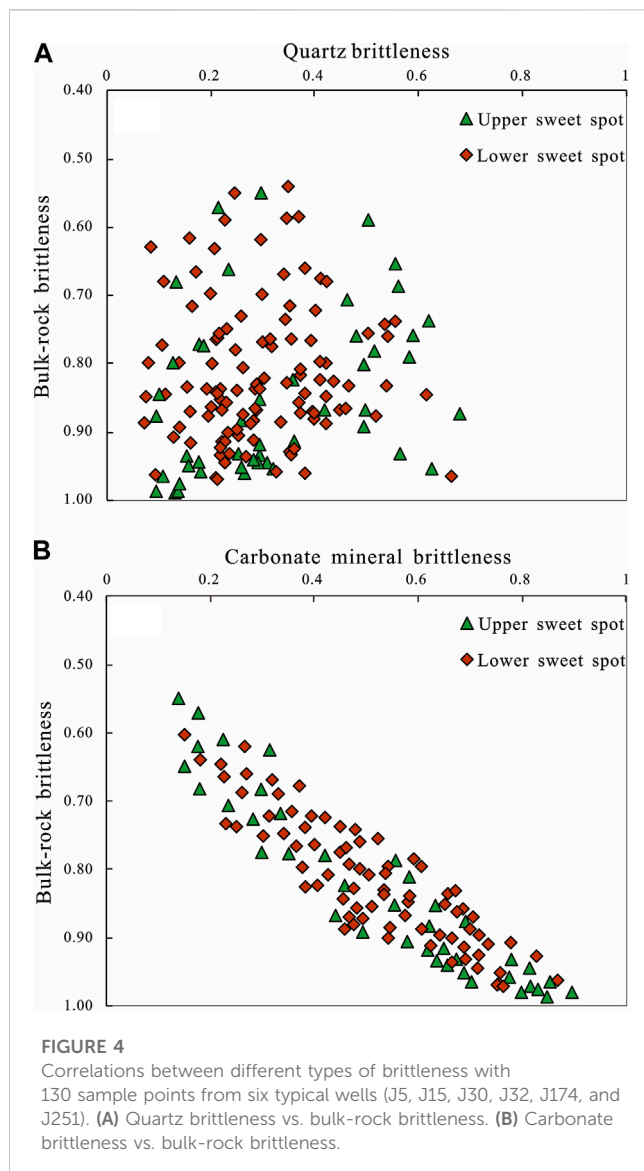 A
Quartz brittleness
0 0.2 0.4 0.6 0.8 1
0.40
0.50
0.60
0.70
0.80
0.90
1.00
Bulk-rock brittleness
Upper sweet spot
Lower sweet spot
B
Carbonate mineral brittleness
0 0.2 0.4 0.6 0.8 1
0.40
0.50
0.60
0.70
0.80
0.90
1.00
Bulk-rock brittleness
Upper sweet spot
Lower sweet spot
FIGURE 4
Correlations between different types of brittleness with
130 sample points from six typical wells (J5, J15, J30, J32, J174, and
J251). (A) Quartz brittleness vs. bulk-rock brittleness. (B) Carbonate
brittleness vs. bulk-rock brittleness.